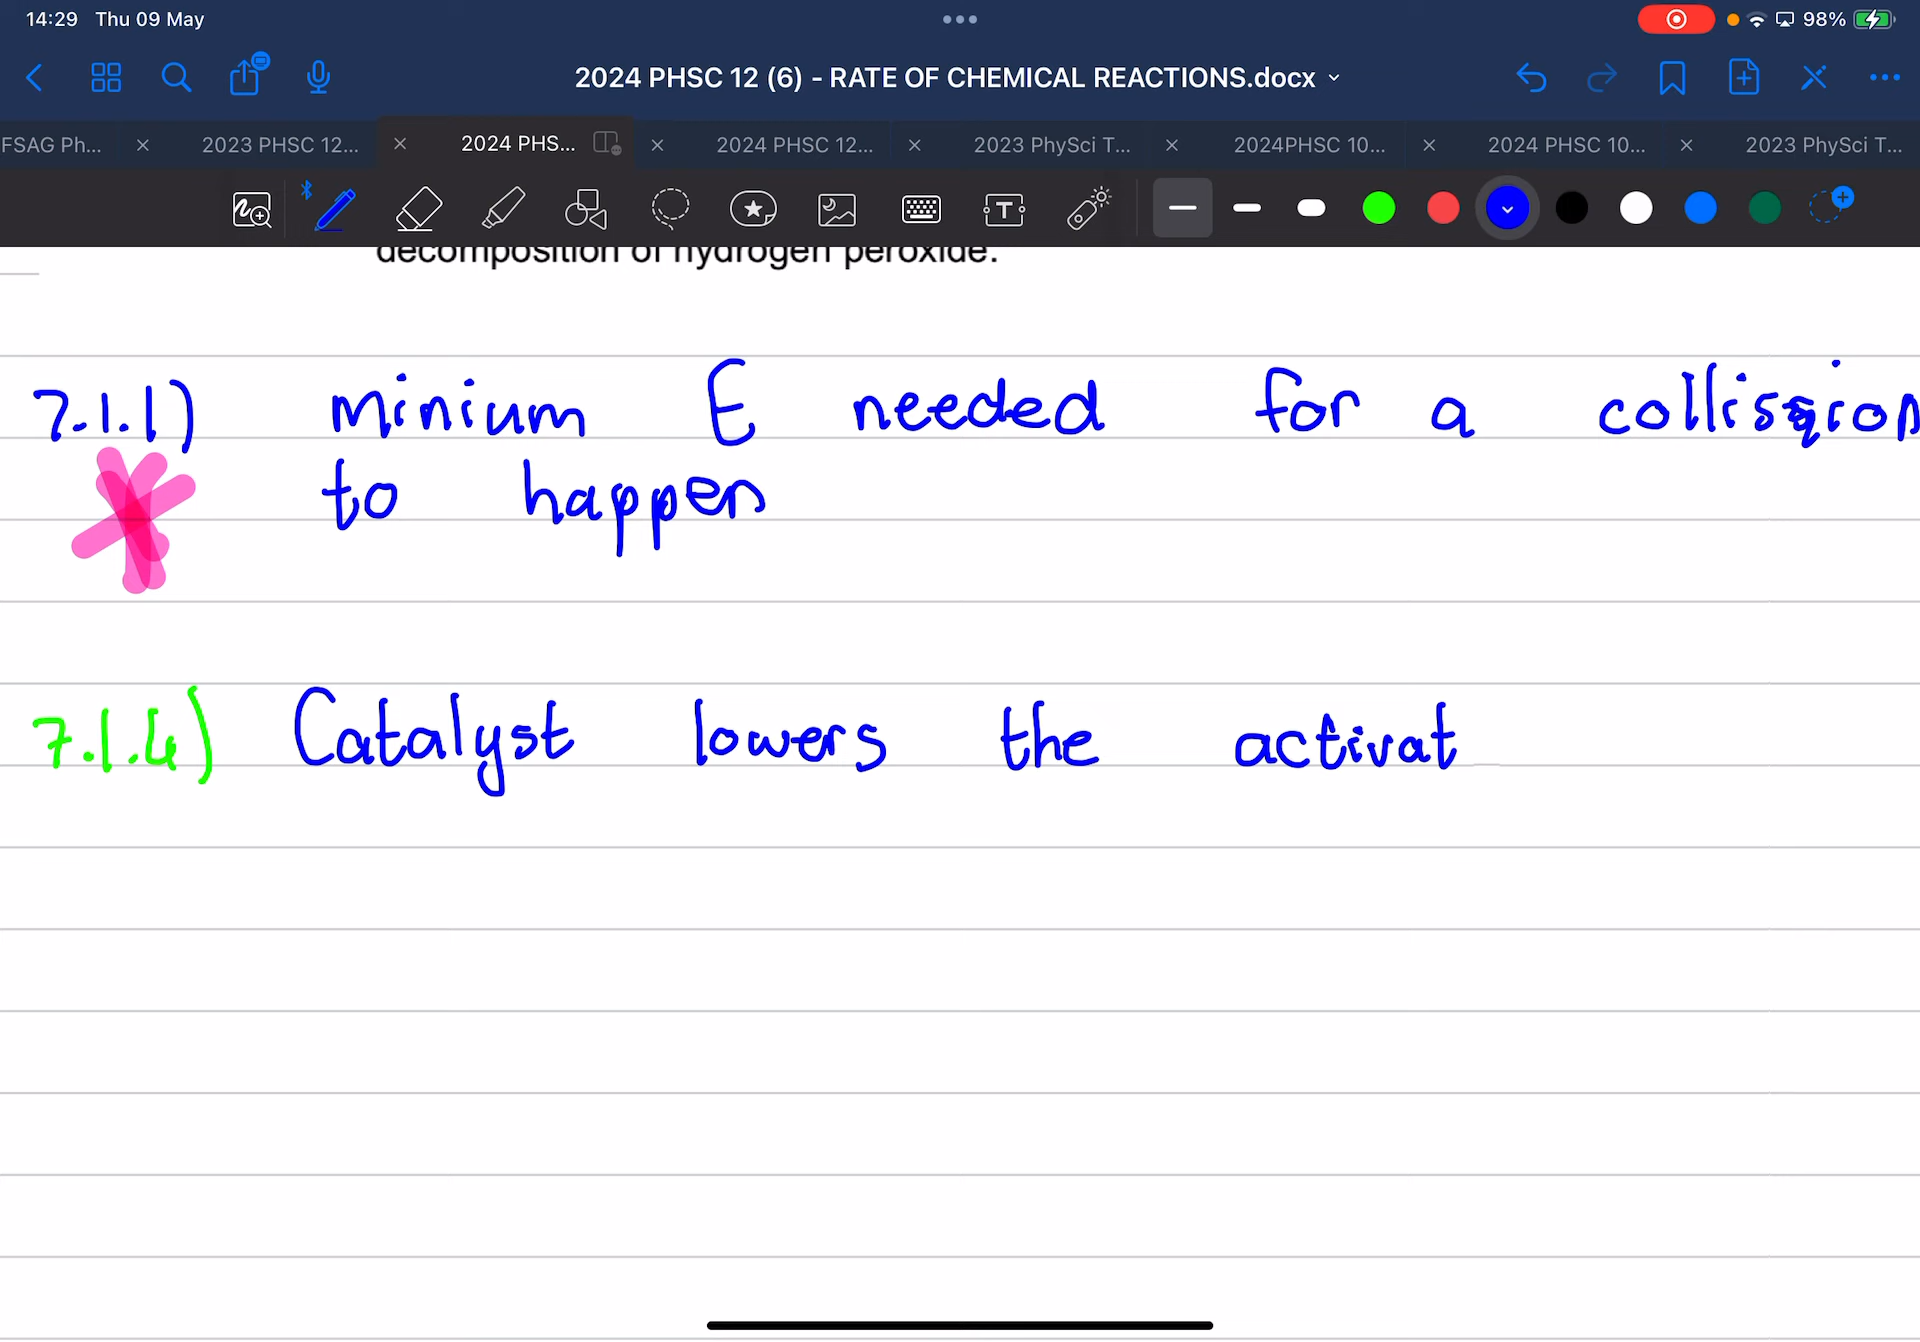 14:29 Thu 09 May
98%
2024 PHSC 12 (6) - RATE OF CHEMICAL REACTIONS.docx
FSAG Ph... 2023 PHSC 12... 2024 PHS... 2024 PHSC 12... 2023 PhySci T... 2024PHSC 10... 2024 PHSC 10... 2023 PhySci T...
decomposition of hydrogen peroxide.
7.1.1) minium E needed for a collision
to happen
7.1.4) Catalyst lowers the activat